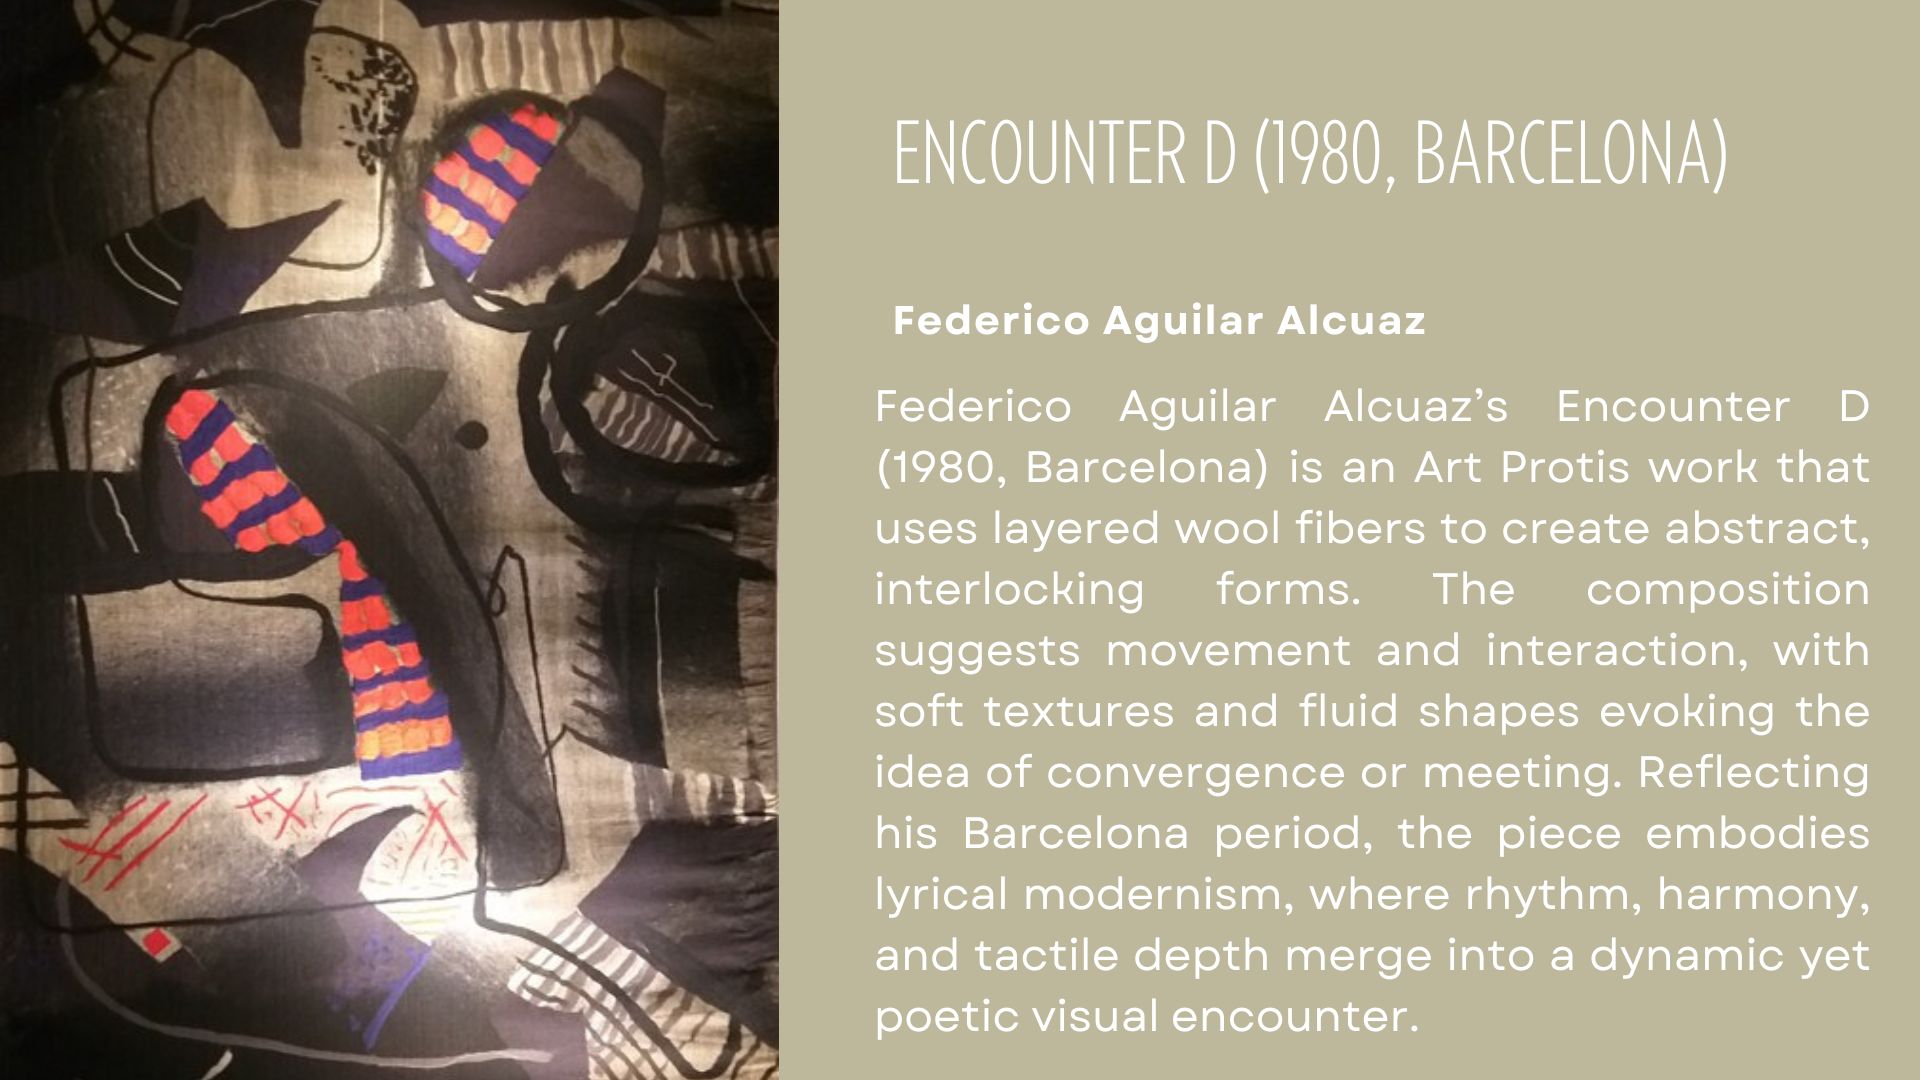 ENCOUNTER D (1980, BARCELONA)
Federico Aguilar Alcuaz
Federico Aguilar Alcuaz’s Encounter D
(1980, Barcelona) is an Art Protis work that
uses layered wool fibers to create abstract,
interlocking forms. The composition
suggests movement and interaction, with
soft textures and fluid shapes evoking the
idea of convergence or meeting. Reflecting
his Barcelona period, the piece embodies
lyrical modernism, where rhythm, harmony,
and tactile depth merge into a dynamic yet
poetic visual encounter.